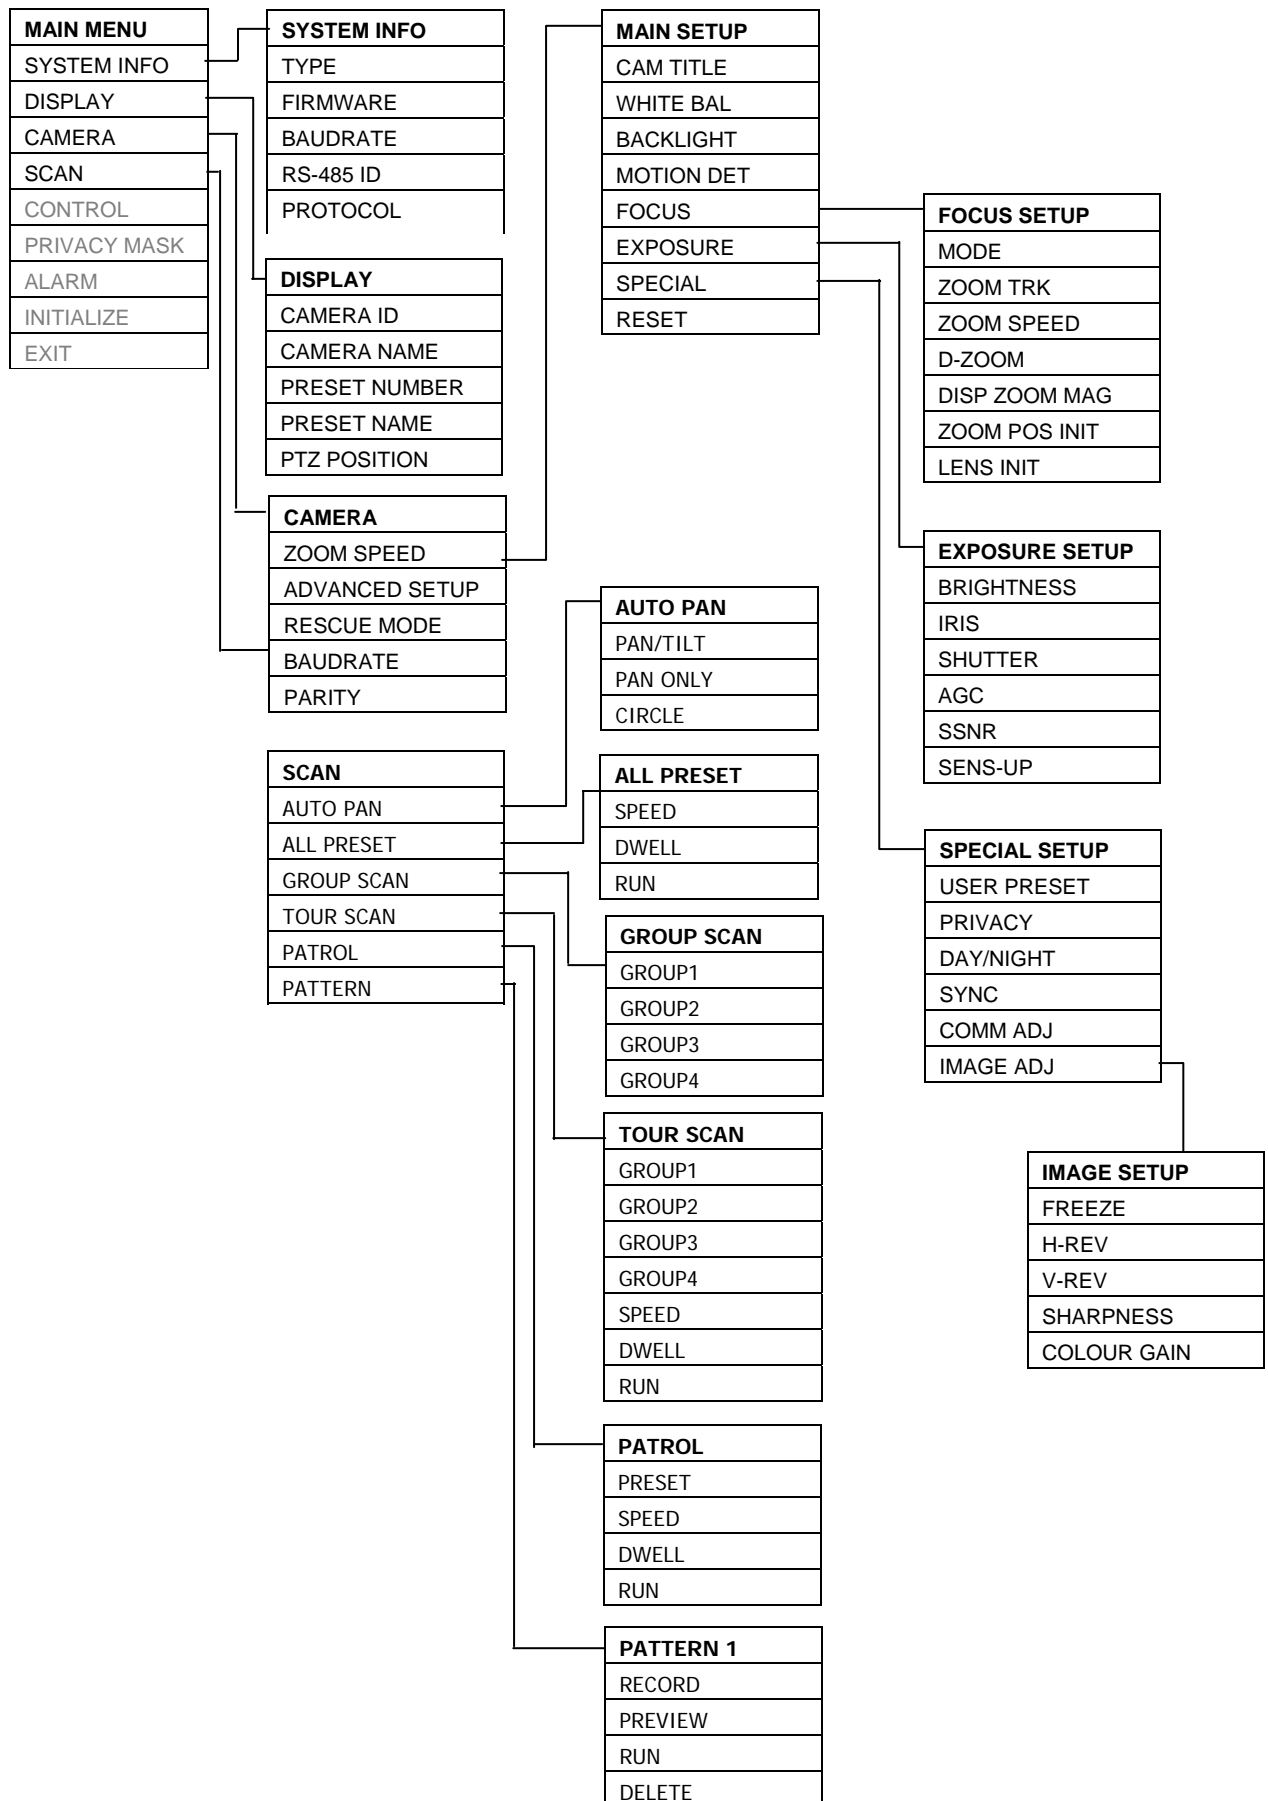 MAIN MENU
SYSTEM INFO
DISPLAY
CAMERA
SCAN
CONTROL
PRIVACY MASK
ALARM
INITIALIZE
EXIT
SYSTEM INFO
TYPE
FIRMWARE
BAUDRATE
RS-485 ID
PROTOCOL
DISPLAY
CAMERA ID
CAMERA NAME
PRESET NUMBER
PRESET NAME
PTZ POSITION
CAMERA
ZOOM SPEED
ADVANCED SETUP
RESCUE MODE
BAUDRATE
PARITY
SCAN
AUTO PAN
ALL PRESET
GROUP SCAN
TOUR SCAN
PATROL
PATTERN
MAIN SETUP
CAM TITLE
WHITE BAL
BACKLIGHT
MOTION DET
FOCUS
EXPOSURE
SPECIAL
RESET
AUTO PAN
PAN/TILT
PAN ONLY
CIRCLE
ALL PRESET
SPEED
DWELL
RUN
GROUP SCAN
GROUP1
GROUP2
GROUP3
GROUP4
TOUR SCAN
GROUP1
GROUP2
GROUP3
GROUP4
SPEED
DWELL
RUN
PATROL
PRESET
SPEED
DWELL
RUN
PATTERN 1
RECORD
PREVIEW
RUN
DELETE
FOCUS SETUP
MODE
ZOOM TRK
ZOOM SPEED
D-ZOOM
DISP ZOOM MAG
ZOOM POS INIT
LENS INIT
EXPOSURE SETUP
BRIGHTNESS
IRIS
SHUTTER
AGC
SSNR
SENS-UP
SPECIAL SETUP
USER PRESET
PRIVACY
DAY/NIGHT
SYNC
COMM ADJ
IMAGE ADJ
IMAGE SETUP
FREEZE
H-REV
V-REV
SHARPNESS
COLOUR GAIN